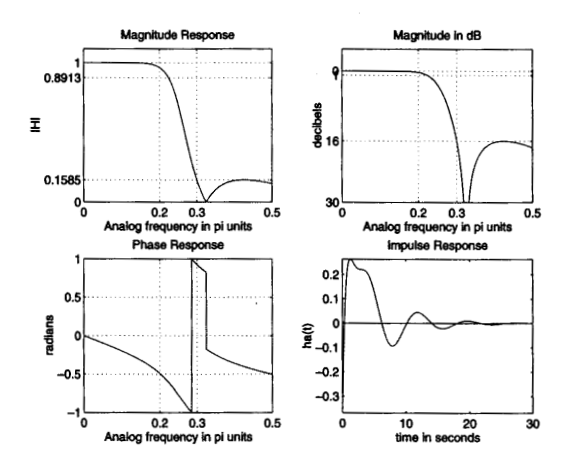 Magnitude Response
1
0.8913
0.1585
0
|H|
0
0.2
0.3
0.5
Analog frequency in pi units
Magnitude in dB
0
1
16
30
decibels
0
0.2
0.3
0.5
Analog frequency in pi units
Phase Response
1
0.5
0
−0.5
−1
radians
0
0.2
0.3
0.5
Analog frequency in pi units
Impulse Response
0.2
0.1
0
−0.1
−0.2
−0.3
ha(t)
0
10
20
30
time in seconds